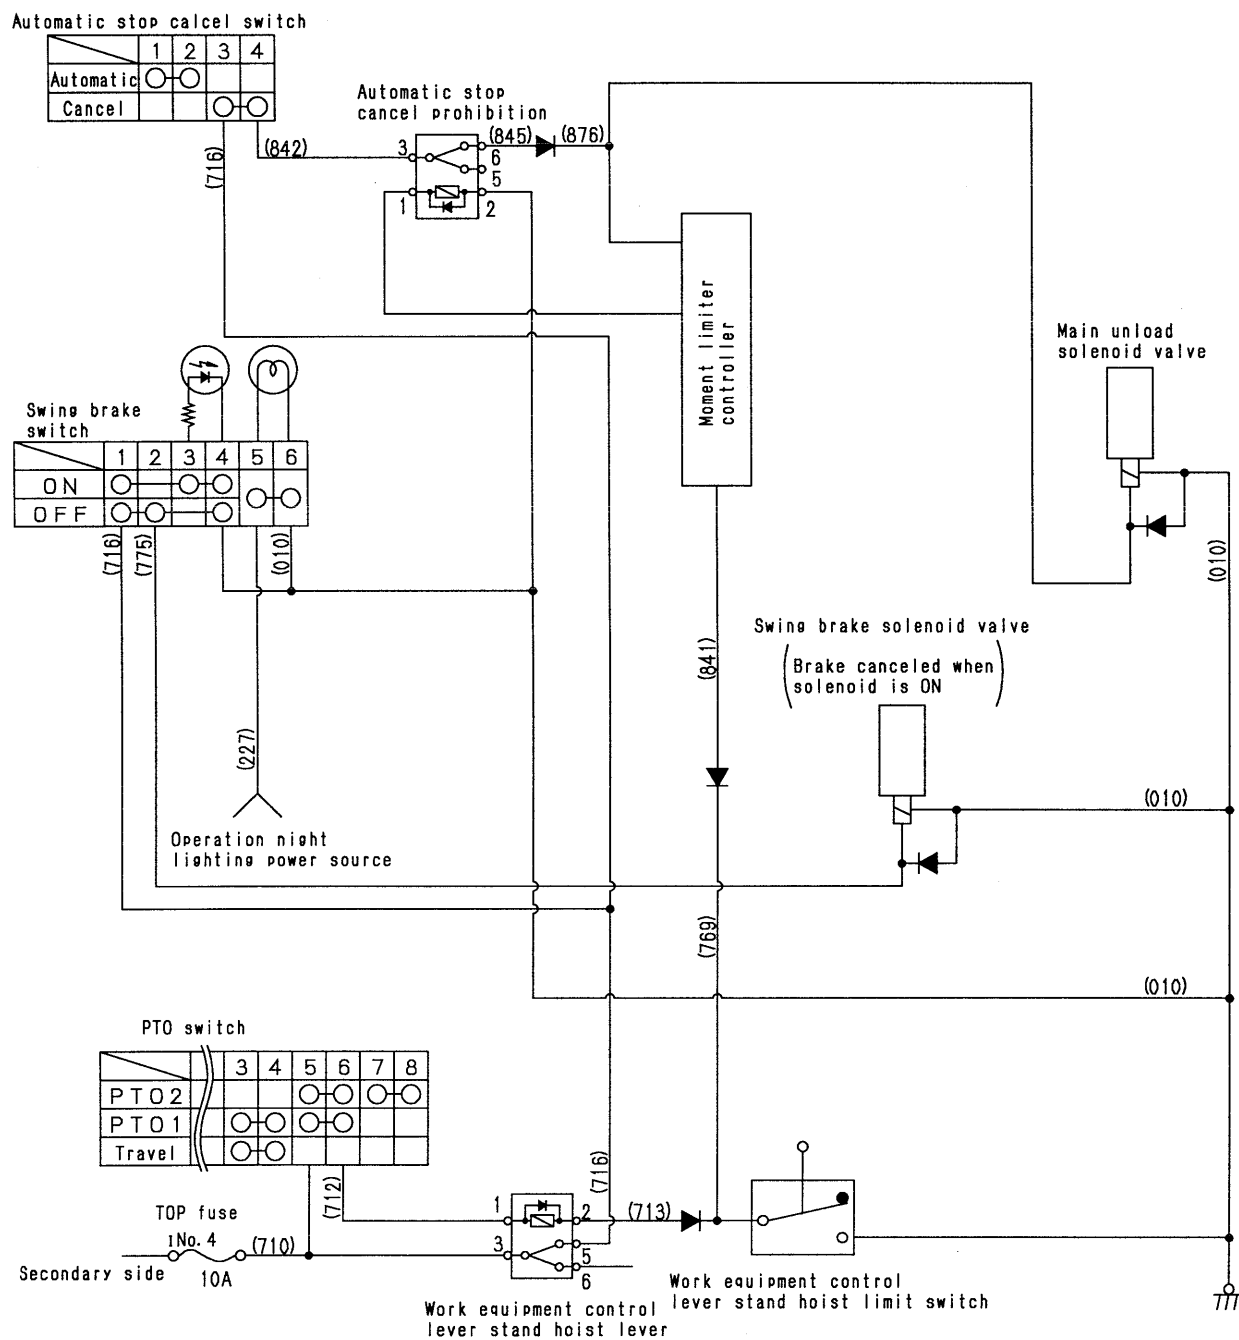 Automatic stop calcel switch
1 2 3 4
Automatic
Cancel
Automatic stop
cancel prohibition
(716)
(842)
3
(845)
(876)
6
5
1
2
Moment limiter
controller
Main unload
solenoid valve
Swing brake
switch
1 2 3 4 5 6
ON
OFF
(716)
(775)
(010)
(010)
(841)
Swing brake solenoid valve
(Brake canceled when
solenoid is ON)
(227)
(010)
Operation night
lighting power source
(769)
(010)
PTO switch
3 4 5 6 7 8
PTO2
PTO1
Travel
(712)
(716)
TOP fuse
1No. 4
(710)
10A
Secondary side
1
2
(713)
3
5
6
Work equipment control
lever stand hoist lever
Work equipment control
lever stand hoist limit switch